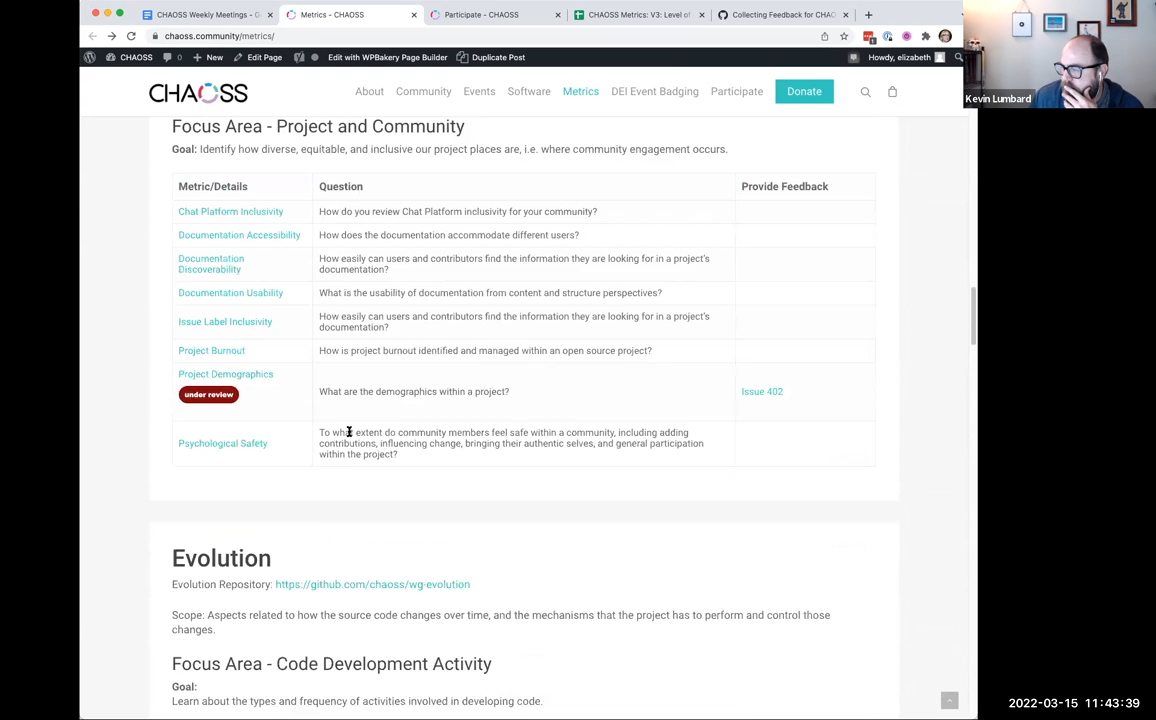 CHAOSS Weekly Meetings - G
Metrics - CHAOSS
Participate - CHAOSS
CHAOSS Metrics: V3: Level of
Collecting Feedback for CHAO
chaoss.community/metrics/
CHAOSS
0
New
Edit Page
Edit with WPBakery Page Builder
Duplicate Post
Howdy, elizabeth
Kevin Lumbard
CHAOSS
About
Community
Events
Software
Metrics
DEI Event Badging
Participate
Donate
Focus Area - Project and Community
Goal: Identify how diverse, equitable, and inclusive our project places are, i.e. where community engagement occurs.
Metric/Details
Question
Provide Feedback
Chat Platform Inclusivity
How do you review Chat Platform inclusivity for your community?
Documentation Accessibility
How does the documentation accommodate different users?
Documentation
Discoverability
How easily can users and contributors find the information they are looking for in a project's
documentation?
Documentation Usability
What is the usability of documentation from content and structure perspectives?
Issue Label Inclusivity
How easily can users and contributors find the information they are looking for in a project's
documentation?
Project Burnout
How is project burnout identified and managed within an open source project?
Project Demographics
under review
What are the demographics within a project?
Issue 402
Psychological Safety
To what extent do community members feel safe within a community, including adding
contributions, influencing change, bringing their authentic selves, and general participation
within the project?
Evolution
Evolution Repository: https://github.com/chaoss/wg-evolution
Scope: Aspects related to how the source code changes over time, and the mechanisms that the project has to perform and control those
changes.
Focus Area - Code Development Activity
Goal:
Learn about the types and frequency of activities involved in developing code.
2022-03-15 11:43:39